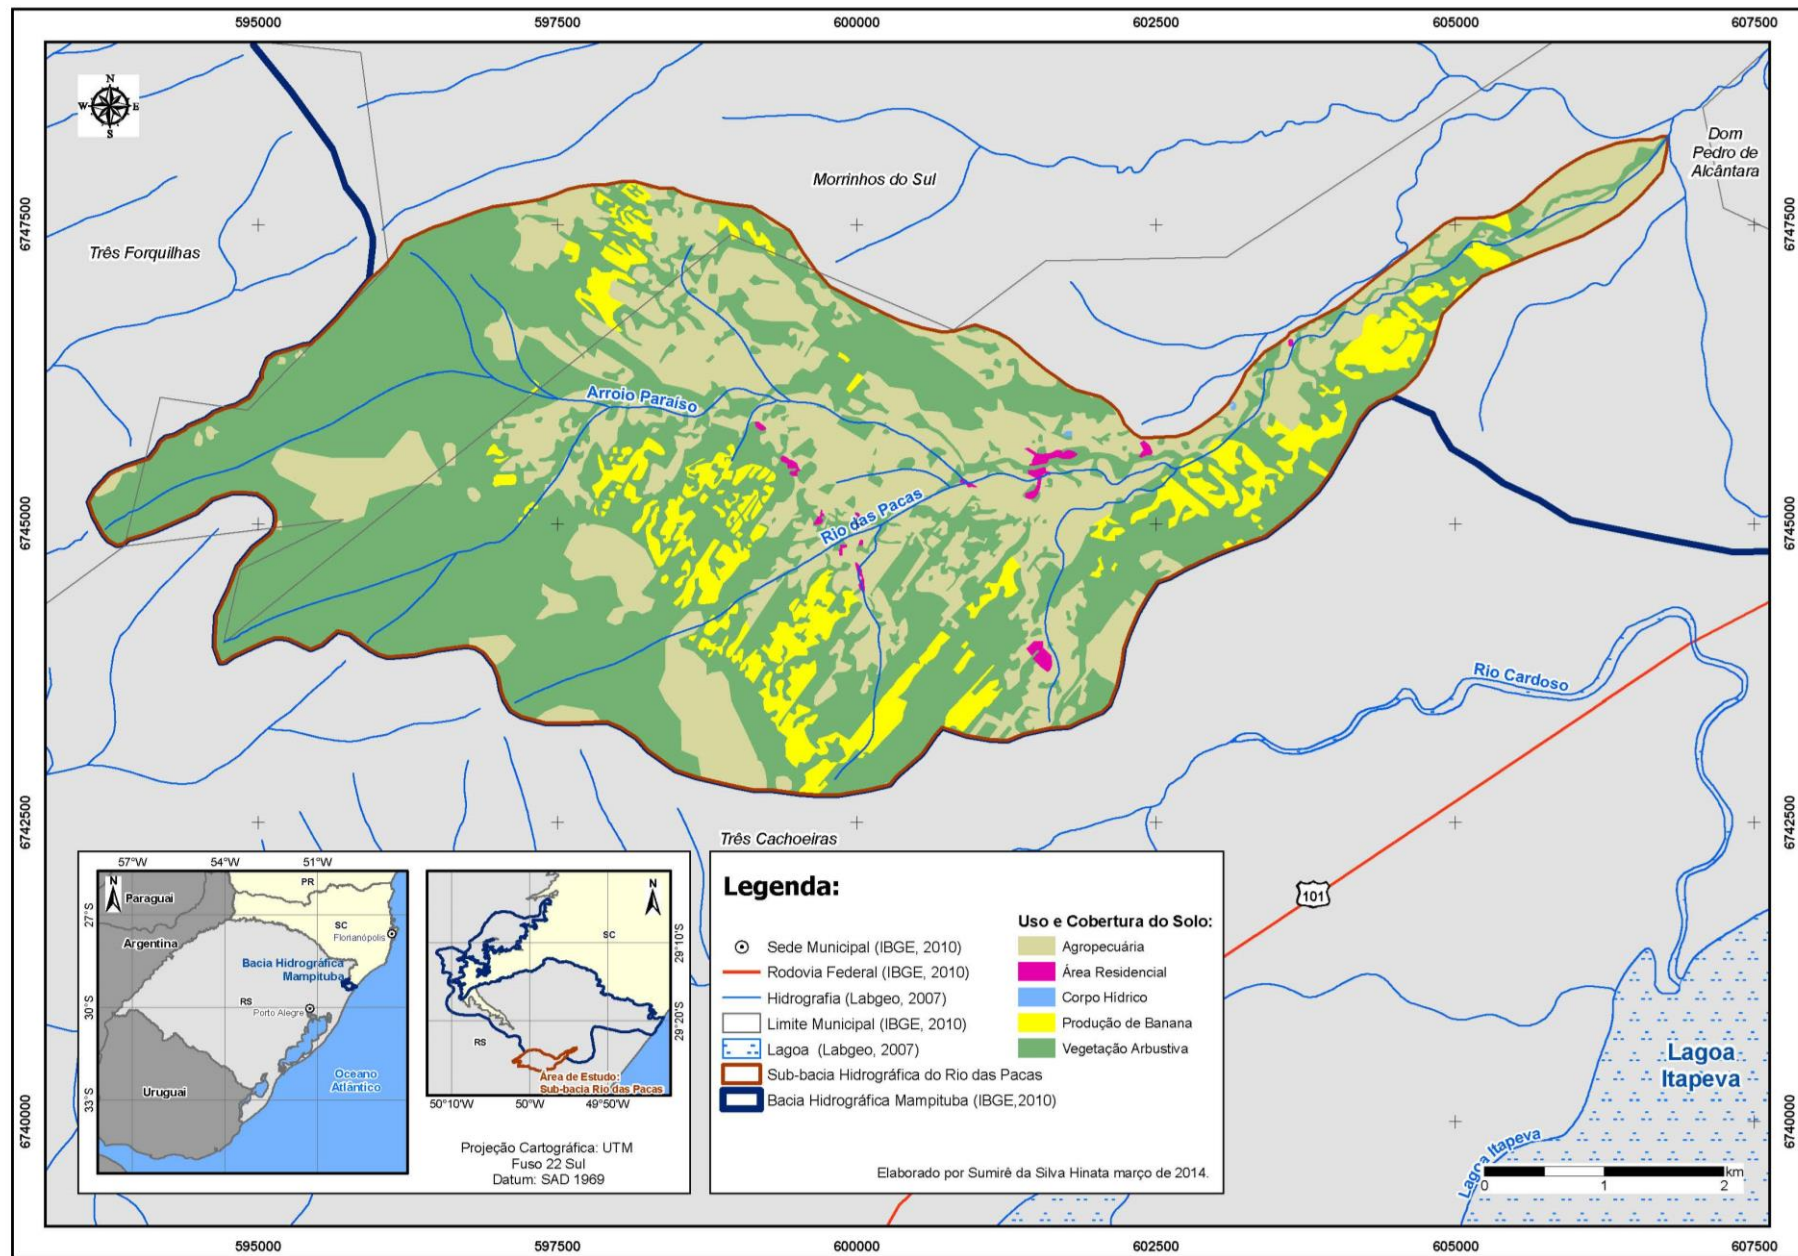 595000
597500
600000
602500
605000
607500
N
W
E
S
Dom
Pedro de
Alcântara
Morrinhos do Sul
6747500
6747500
Três Forquilhas
Arroio Paraíso
Rio das Pacas
6745000
6745000
Rio Cardoso
6742500
6742500
Três Cachoeiras
101
57°W
54°W
51°W
N
PR
Paraguai
27°S
SC
Florianópolis
Argentina
Bacia Hidrográfica
Mampituba
RS
30°S
Porto Alegre
Oceano
Atlântico
33°S
Uruguai
N
SC
29°10'S
29°20'S
RS
Área de Estudo:
Sub-bacia Rio das Pacas
50°10'W
50°W
49°50'W
Projeção Cartográfica: UTM
Fuso 22 Sul
Datum: SAD 1969
Legenda:
Sede Municipal (IBGE, 2010)
Rodovia Federal (IBGE, 2010)
Hidrografia (Labgeo, 2007)
Limite Municipal (IBGE, 2010)
Lagoa (Labgeo, 2007)
Sub-bacia Hidrográfica do Rio das Pacas
Bacia Hidrográfica Mampituba (IBGE,2010)
Uso e Cobertura do Solo:
Agropecuária
Área Residencial
Corpo Hídrico
Produção de Banana
Vegetação Arbustiva
Elaborado por Sumirê da Silva Hinata março de 2014.
Lagoa
Itapeva
Lagoa Itapeva
6740000
6740000
km
0
1
2
595000
597500
600000
602500
605000
607500